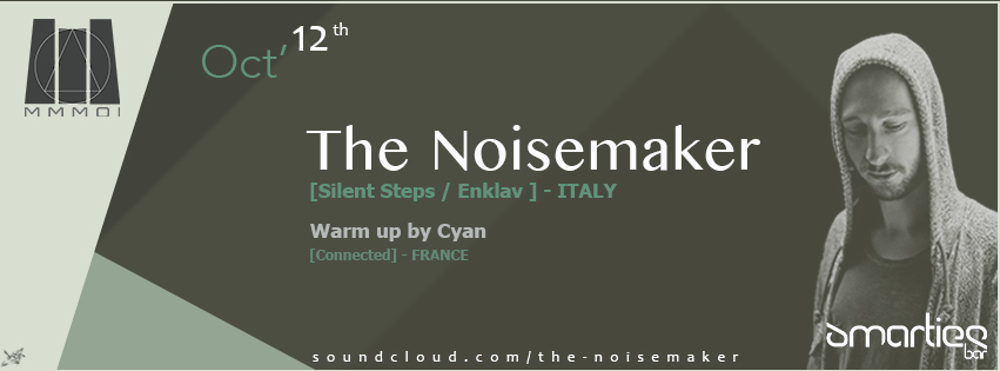 MMMOI
Oct' 12th
The Noisemaker
[Silent Steps / Enklav ] - ITALY
Warm up by Cyan
[Connected] - FRANCE
soundcloud.com/the-noisemaker
smarties
bar